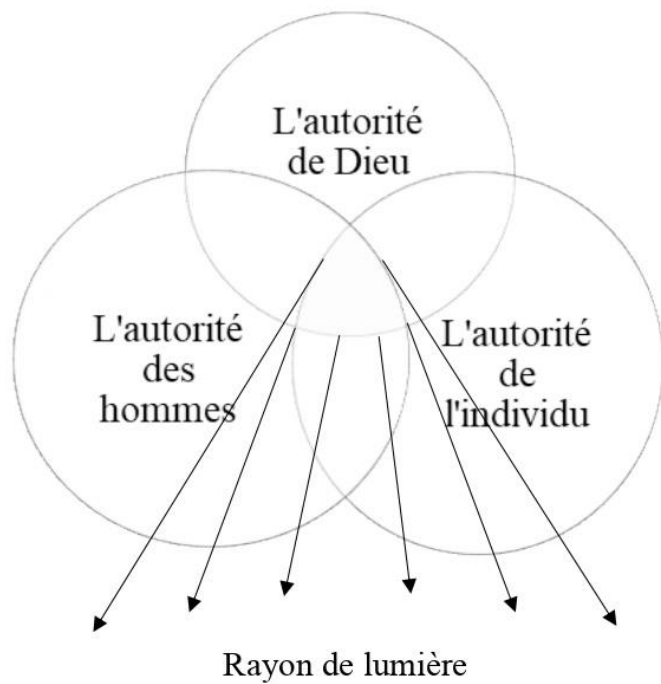 L'autorité
de Dieu
L'autorité
des
hommes
L'autorité
de
l'individu
Rayon de lumière